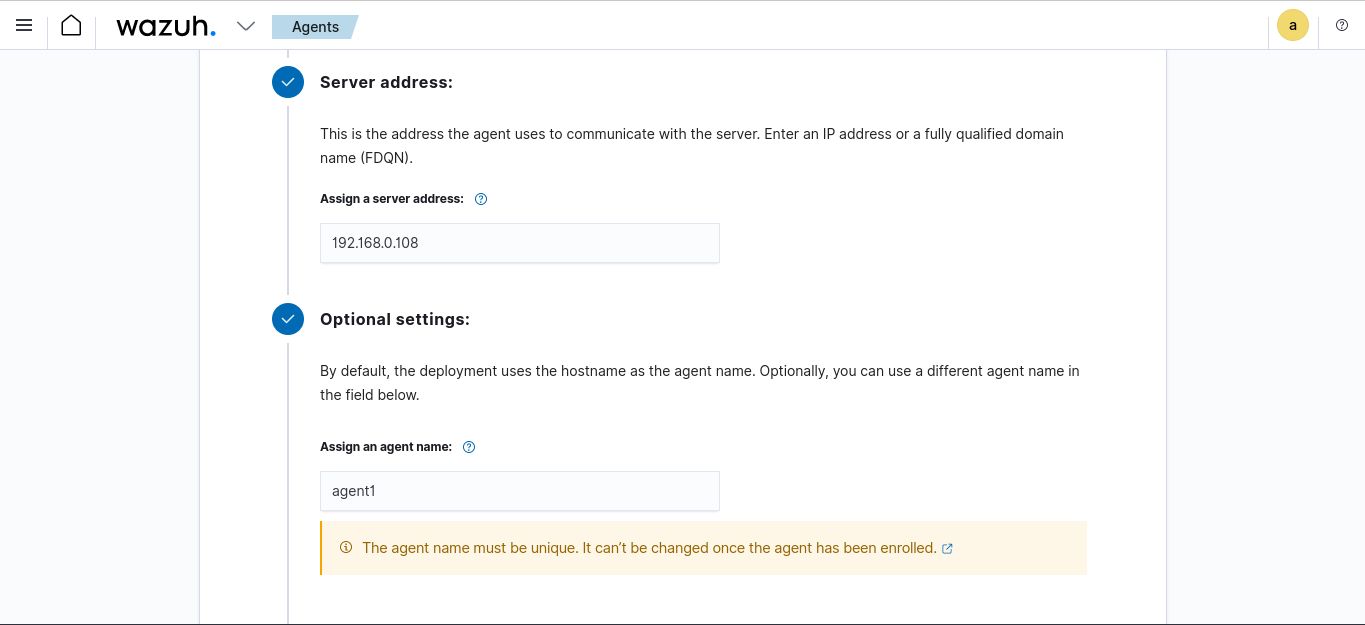 wazuh.
Agents
a
Server address:
This is the address the agent uses to communicate with the server. Enter an IP address or a fully qualified domain
name (FDQN).
Assign a server address:
192.168.0.108
Optional settings:
By default, the deployment uses the hostname as the agent name. Optionally, you can use a different agent name in
the field below.
Assign an agent name:
agent1
The agent name must be unique. It can’t be changed once the agent has been enrolled.